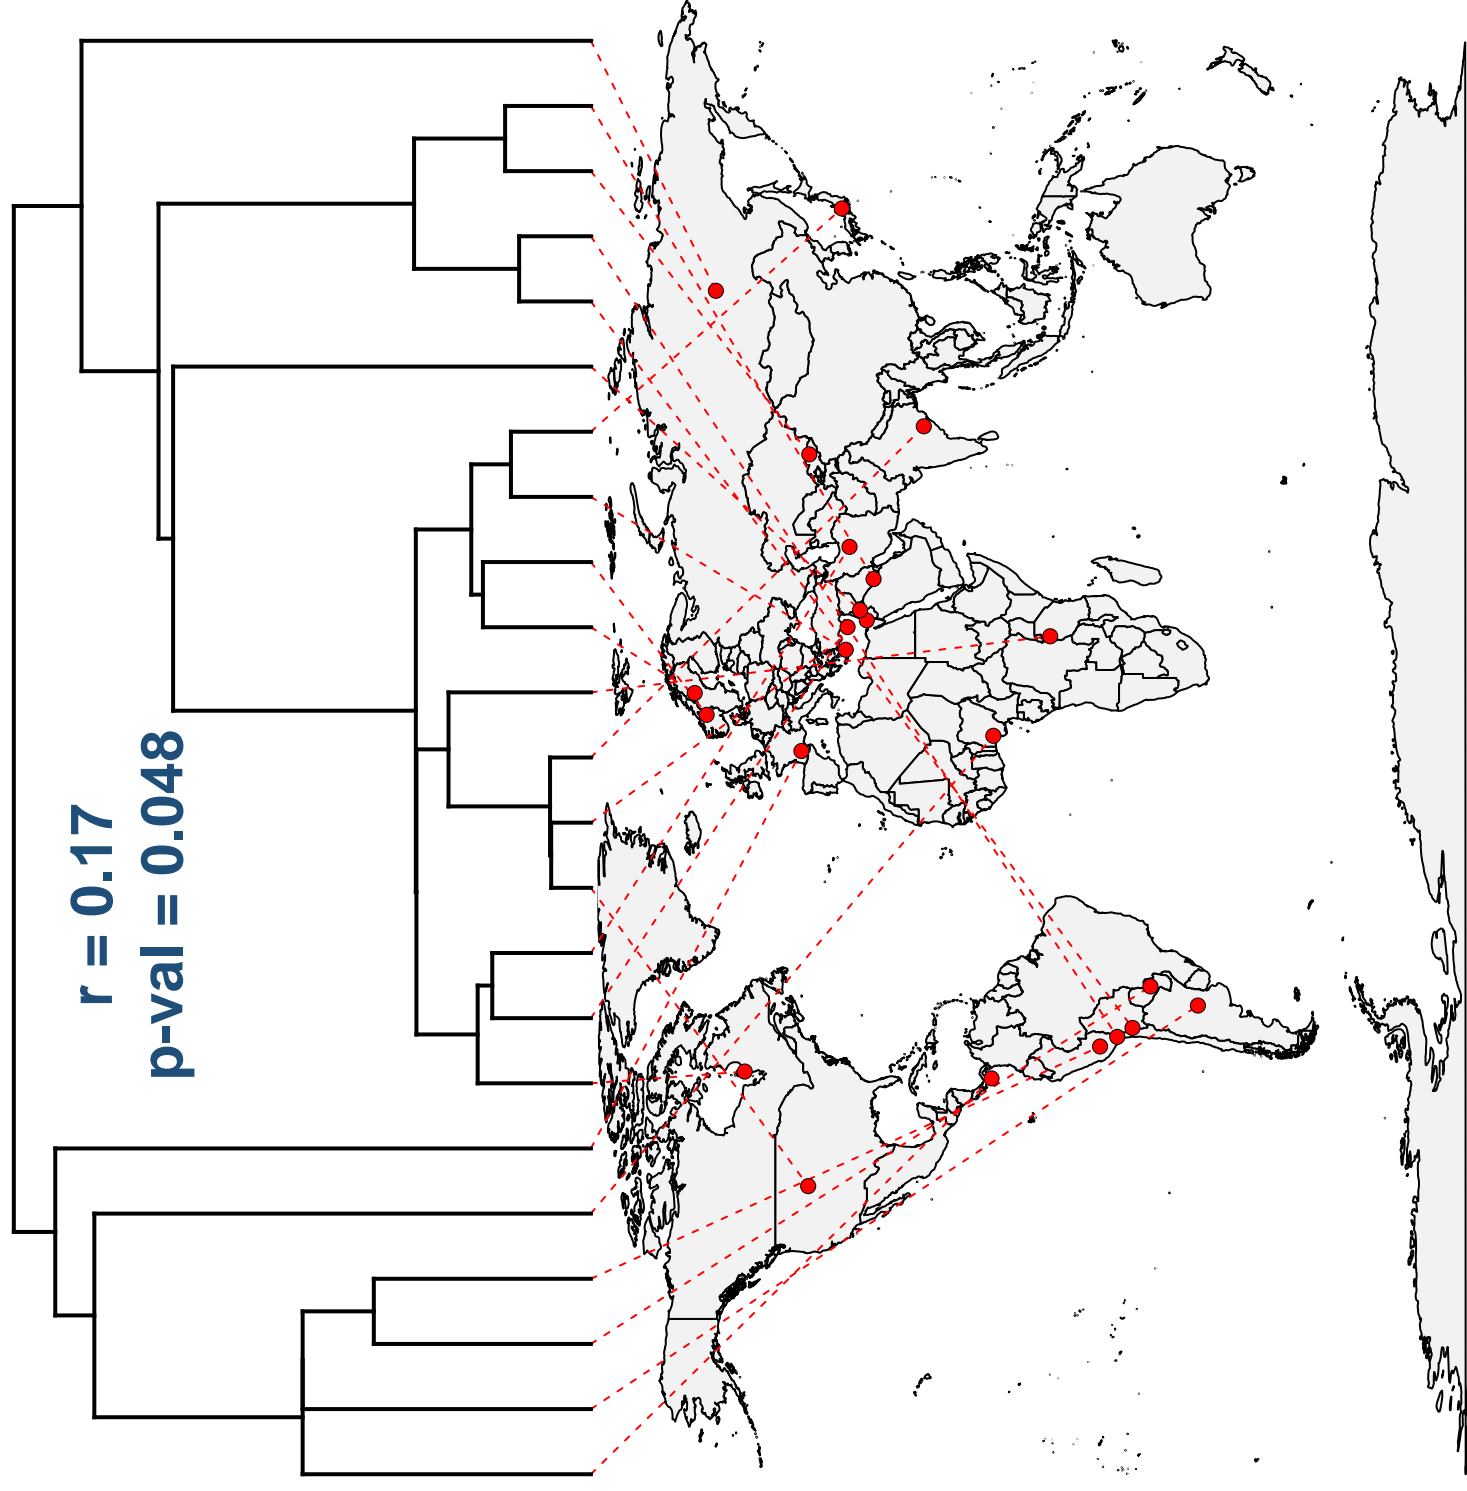 r = 0.17
p-val = 0.048